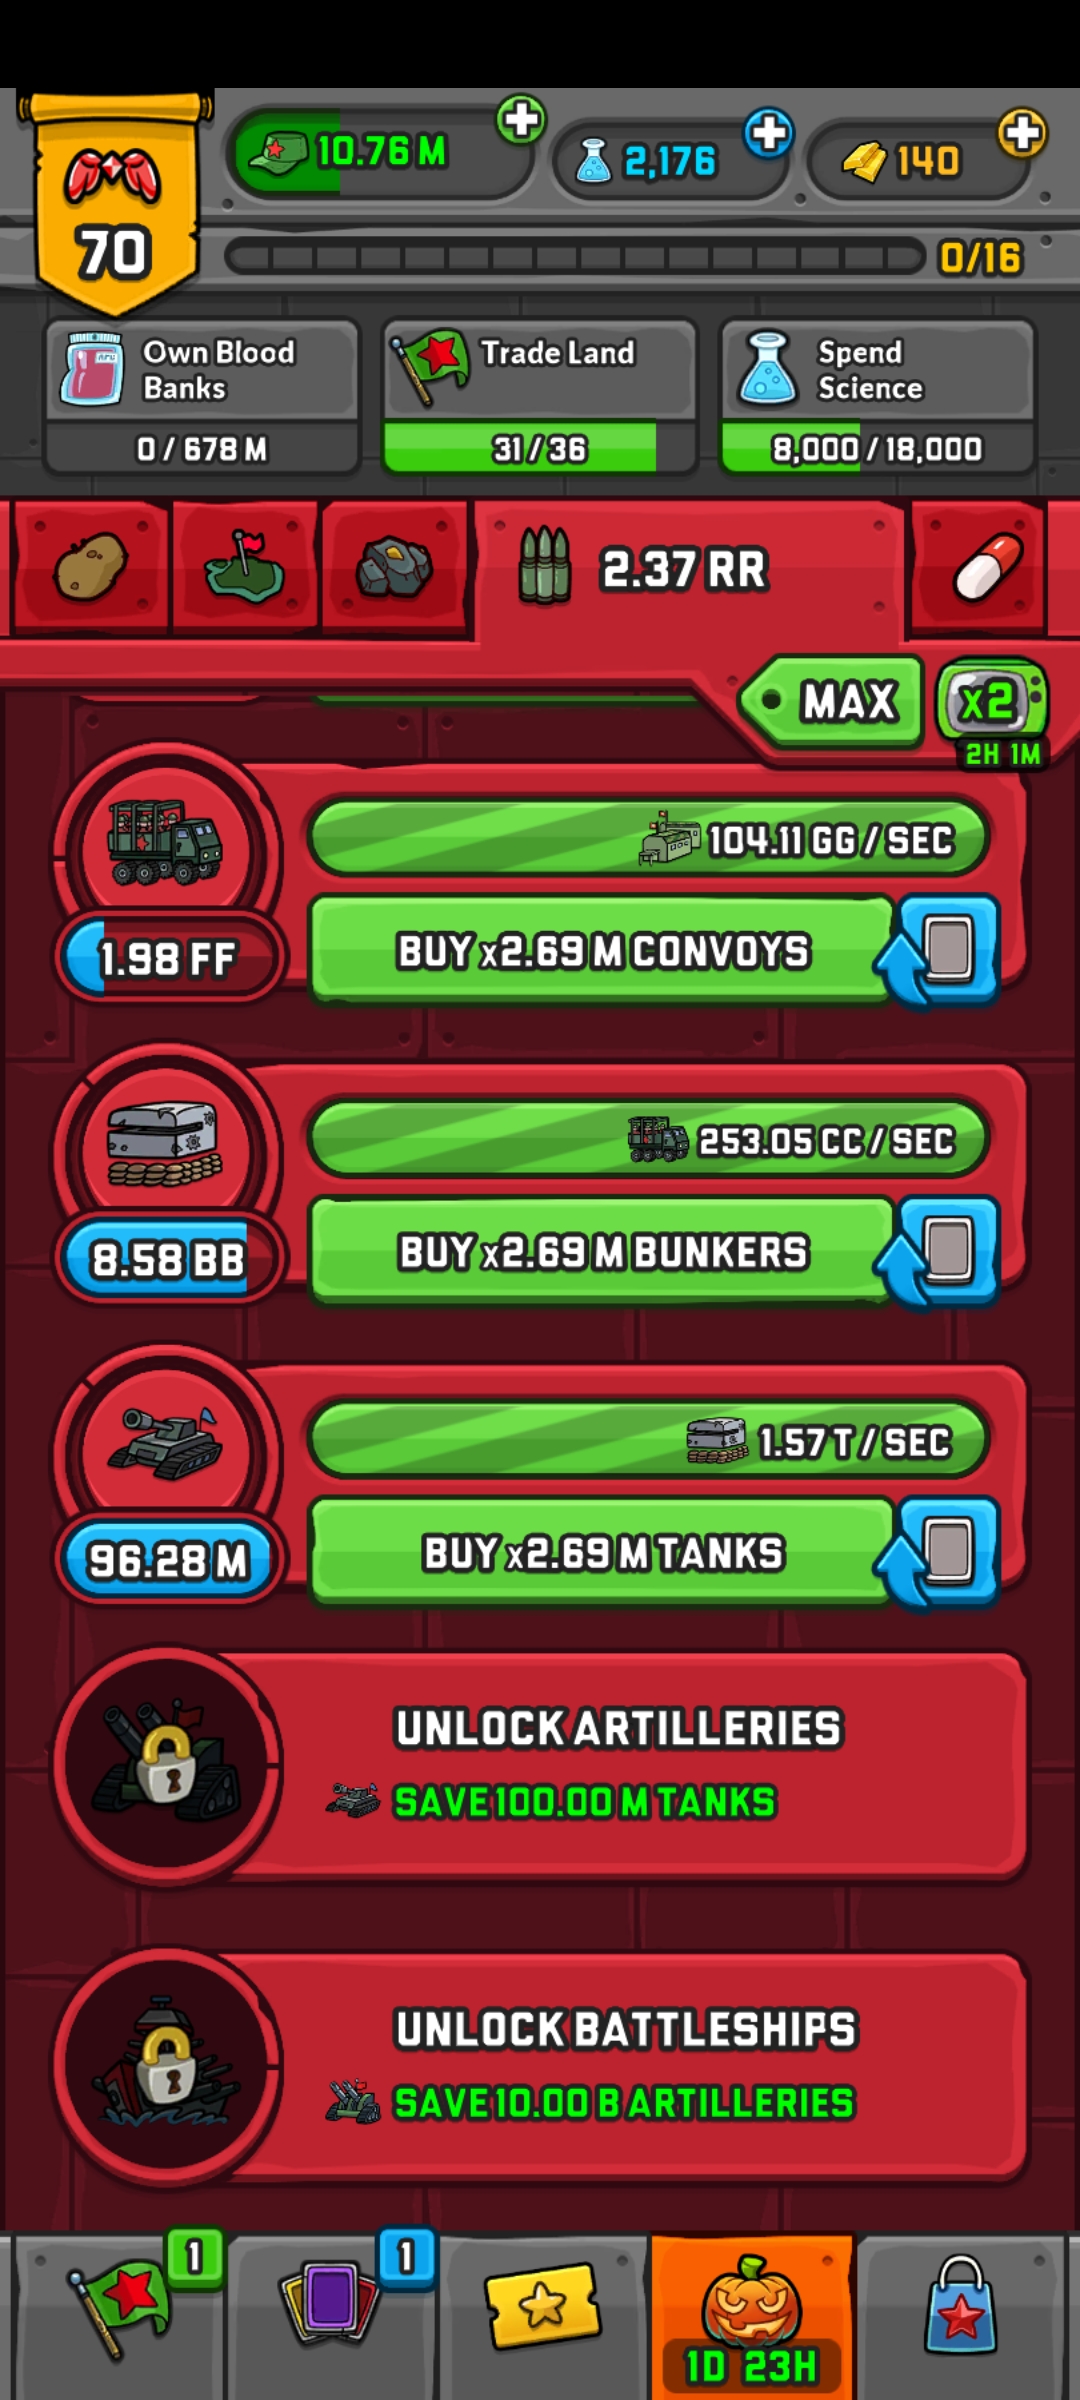 10.76 M
2,176
140
70
0/16
Own Blood Banks
Trade Land
Spend Science
0 / 678 M
31 / 36
8,000 / 18,000
2.37 RR
MAX
x2
2H 1M
104.11 GG / SEC
1.98 FF
BUY x2.69 M CONVOYS
253.05 CC / SEC
8.58 BB
BUY x2.69 M BUNKERS
1.57 T / SEC
96.28 M
BUY x2.69 M TANKS
UNLOCK ARTILLERIES
SAVE 100.00 M TANKS
UNLOCK BATTLESHIPS
SAVE 10.00 B ARTILLERIES
1
1
1D 23H